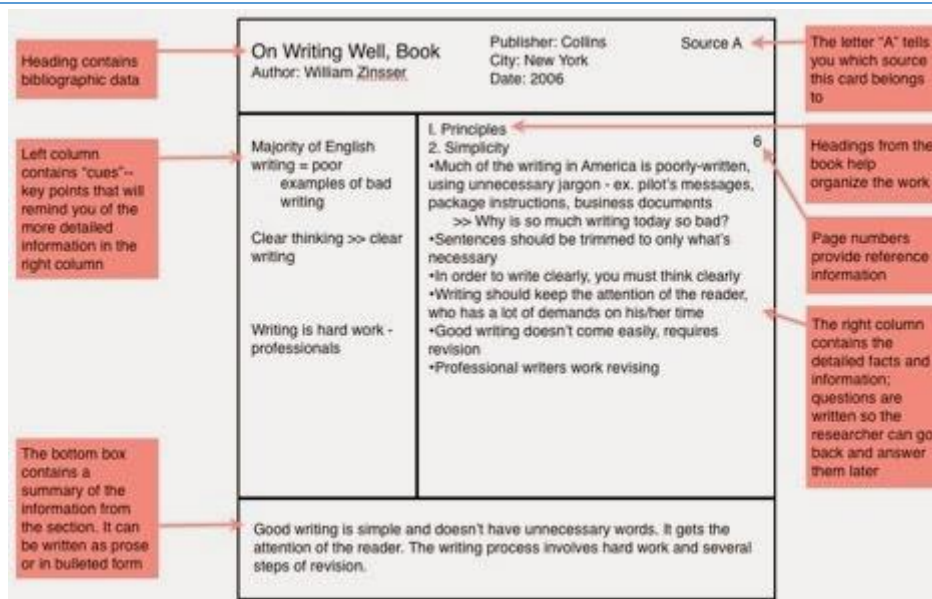 Heading contains
bibliographic data
On Writing Well, Book
Author: William Zinsser
Publisher: Collins
City: New York
Date: 2006
Source A
The letter "A" tells
you which source
this card belongs
to
Left column
contains "cues"--
key points that will
remind you of the
more detailed
information in the
right column
Majority of English
writing = poor
examples of bad
writing
Clear thinking >> clear
writing
Writing is hard work -
professionals
I. Principles
2. Simplicity
6
•Much of the writing in America is poorly-written,
using unnecessary jargon - ex. pilot's messages,
package instructions, business documents
>> Why is so much writing today so bad?
•Sentences should be trimmed to only what's
necessary
•In order to write clearly, you must think clearly
•Writing should keep the attention of the reader,
who has a lot of demands on his/her time
•Good writing doesn't come easily, requires
revision
•Professional writers work revising
Headings from the
book help
organize the work
Page numbers
provide reference
information
The right column
contains the
detailed facts and
information;
questions are
written so the
researcher can go
back and answer
them later
The bottom box
contains a
summary of the
information from
the section. It can
be written as prose
or in bulleted form
Good writing is simple and doesn't have unnecessary words. It gets the
attention of the reader. The writing process involves hard work and several
steps of revision.